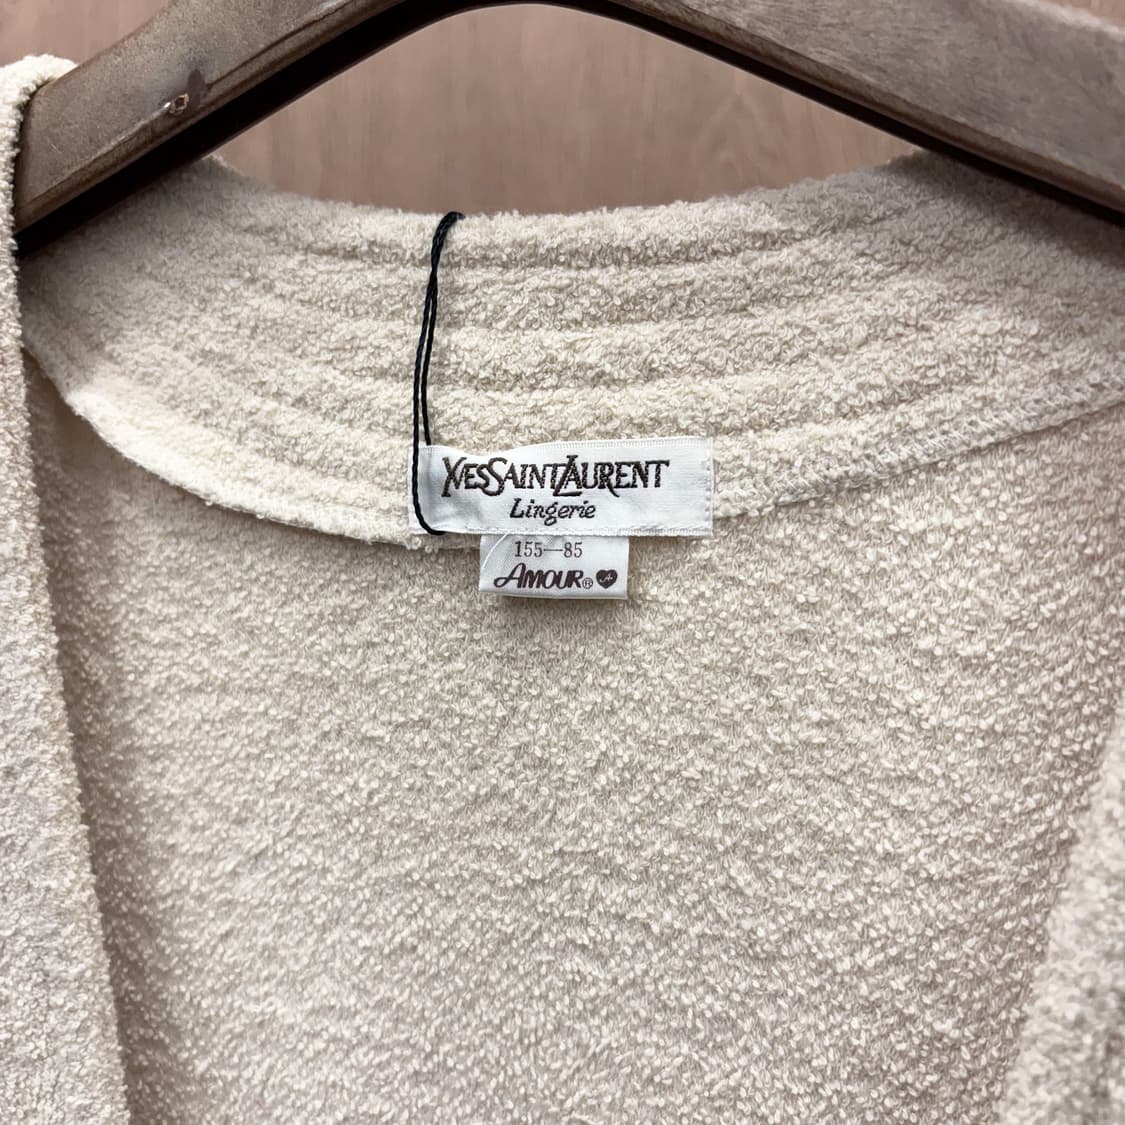 YVESSAINTLAURENT
Lingerie
155—85
AMOUR®